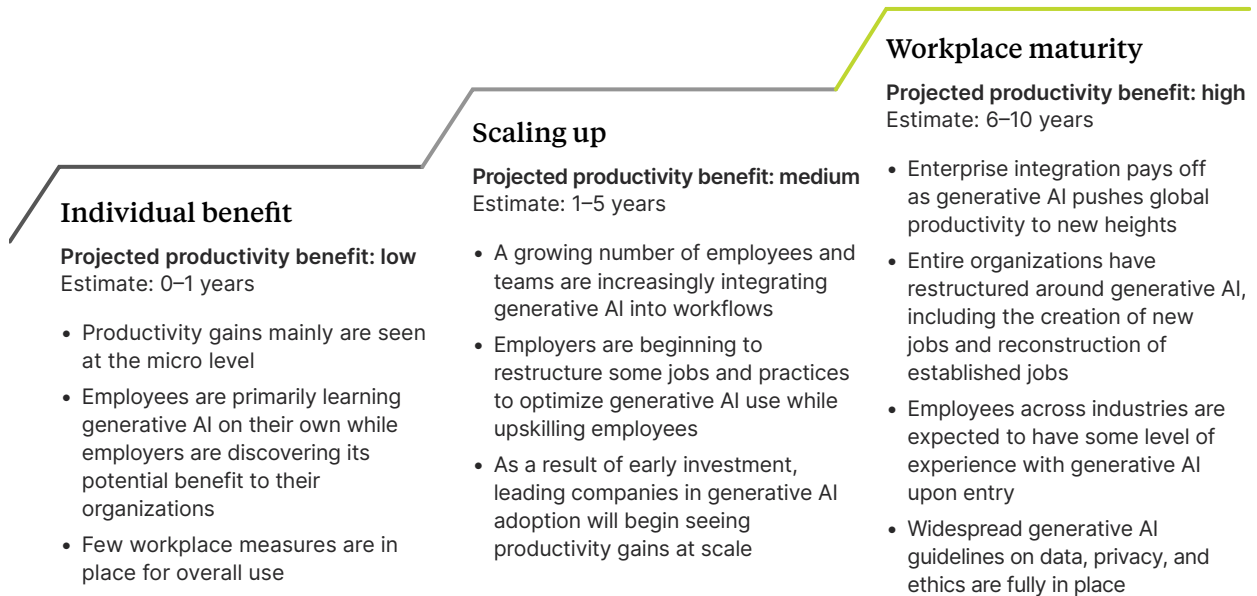 Individual benefit
Projected productivity benefit: low
Estimate: 0–1 years
• Productivity gains mainly are seen
at the micro level
• Employees are primarily learning
generative AI on their own while
employers are discovering its
potential benefit to their
organizations
• Few workplace measures are in
place for overall use
Scaling up
Projected productivity benefit: medium
Estimate: 1–5 years
• A growing number of employees and
teams are increasingly integrating
generative AI into workflows
• Employers are beginning to
restructure some jobs and practices
to optimize generative AI use while
upskilling employees
• As a result of early investment,
leading companies in generative AI
adoption will begin seeing
productivity gains at scale
Workplace maturity
Projected productivity benefit: high
Estimate: 6–10 years
• Enterprise integration pays off
as generative AI pushes global
productivity to new heights
• Entire organizations have
restructured around generative AI,
including the creation of new
jobs and reconstruction of
established jobs
• Employees across industries are
expected to have some level of
experience with generative AI
upon entry
• Widespread generative AI
guidelines on data, privacy, and
ethics are fully in place